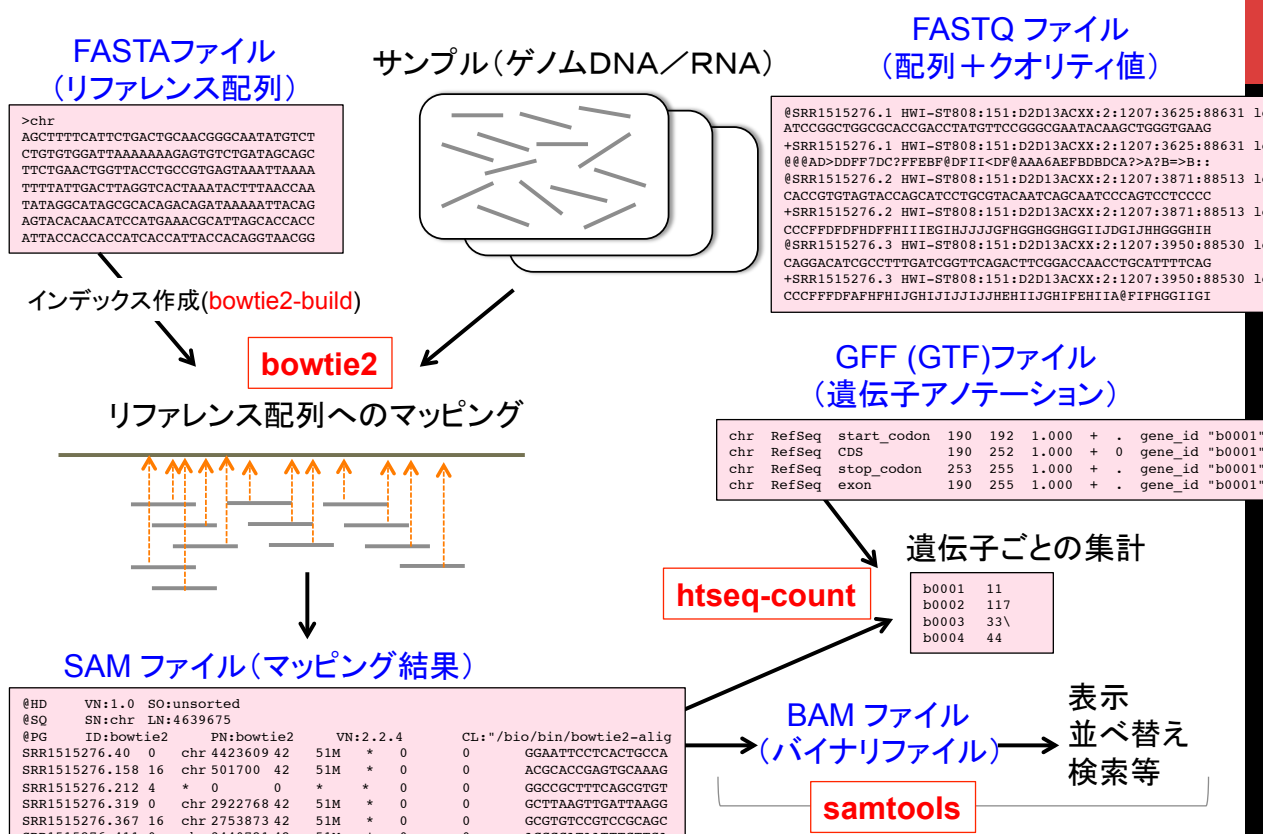 FASTAファイル
（リファレンス配列）
>chr
AGCTTTTCATTCTGACTGCAACGGGCAATATGTCT
CTGTGTGGATTAAAAAAAGAGTGTCTGATAGCAGC
TTCTGAACTGGTTACCTGCCGTGAGTAAATTAAAA
TTTTATTGACTTAGGTCACTAAATACTTTAACCAA
TATAGGCATAGCGCACAGACAGATAAAAATTACAG
AGTACACAACATCCATGAAACGCATTAGCACCACC
ATTACCACCACCATCACCATTACCACAGGTAACGG
サンプル（ゲノムＤＮＡ／ＲＮＡ）
FASTQ ファイル
（配列＋クオリティ値）
@SRR1515276.1 HWI-ST808:151:D2D13ACXX:2:1207:3625:88631
ATCCGGCTGGCGCACCGACCTATGTTCCGGGCGAATACAAGCTGGGTGAAG
+SRR1515276.1 HWI-ST808:151:D2D13ACXX:2:1207:3625:88631
@@@AD>DDFF7DC?FFEBF@DFII<DF@AAA6AEFBDBDCA?>A?B=>B::
@SRR1515276.2 HWI-ST808:151:D2D13ACXX:2:1207:3871:88513
CACCGTGTAGTACCAGCATCCTGCGTACAATCAGCAATCCCAGTCCTCCCC
+SRR1515276.2 HWI-ST808:151:D2D13ACXX:2:1207:3871:88513
CCCFFDFDFHDFFHIIIEGIHJJJJGFHGGHGGHGGIIJDGIJHHGGGHIH
@SRR1515276.3 HWI-ST808:151:D2D13ACXX:2:1207:3950:88530
CAGGACATCGCCTTTGATCGGTTCAGACTTCGGACCAACCTGCATTTTCAG
+SRR1515276.3 HWI-ST808:151:D2D13ACXX:2:1207:3950:88530
CCCFFFDFAFHFHIJGHIJIJJIJJHEHIIJGHIFEHIIA@FIFHGGIIGI
インデックス作成(bowtie2-build)
bowtie2
リファレンス配列へのマッピング
GFF (GTF)ファイル
（遺伝子アノテーション）
chr RefSeq start_codon 190 192 1.000 + . gene_id "b0001"
chr RefSeq CDS 190 252 1.000 + 0 gene_id "b0001"
chr RefSeq stop_codon 253 255 1.000 + . gene_id "b0001"
chr RefSeq exon 190 255 1.000 + . gene_id "b0001"
htseq-count
遺伝子ごとの集計
b0001 11
b0002 117
b0003 33\
b0004 44
SAM ファイル（マッピング結果）
@HD VN:1.0 SO:unsorted
@SQ SN:chr LN:4639675
@PG ID:bowtie2 PN:bowtie2 VN:2.2.4 CL:"/bio/bin/bowtie2-alig
SRR1515276.40 0 chr 4423609 42 51M * 0 0 GGAATTCCTCACTGCCA
SRR1515276.158 16 chr 501700 42 51M * 0 0 ACGCACCGAGTGCAAAG
SRR1515276.212 4 * 0 0 * * 0 0 GGCCGCTTTCAGCGTGT
SRR1515276.319 0 chr 2922768 42 51M * 0 0 GCTTAAGTTGATTAAGG
SRR1515276.367 16 chr 2753873 42 51M * 0 0 GCGTGTCCGTCCGCAGC
BAM ファイル
（バイナリファイル）
表示
並べ替え
検索等
samtools